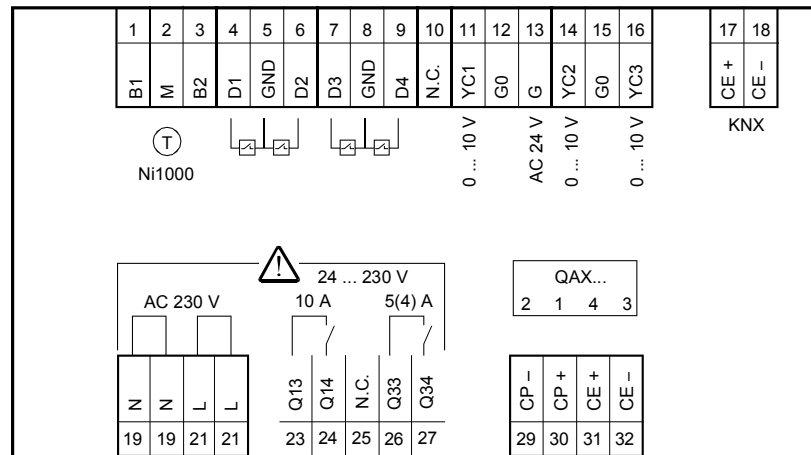 1 2 3 4 5 6 7 8 9 10 11 12 13 14 15 16 17 18
B1 M B2 D1 GND D2 D3 GND D4 N.C. YC1 G0 G YC2 G0 YC3 CE + CE –
T
Ni1000
0 ... 10 V AC 24 V 0 ... 10 V 0 ... 10 V
KNX
!
24 ... 230 V
AC 230 V 10 A 5(4) A
QAX...
2 1 4 3
N N L L Q13 Q14 N.C. Q33 Q34 CP – CP + CE + CE –
19 19 21 21 23 24 25 26 27 29 30 31 32